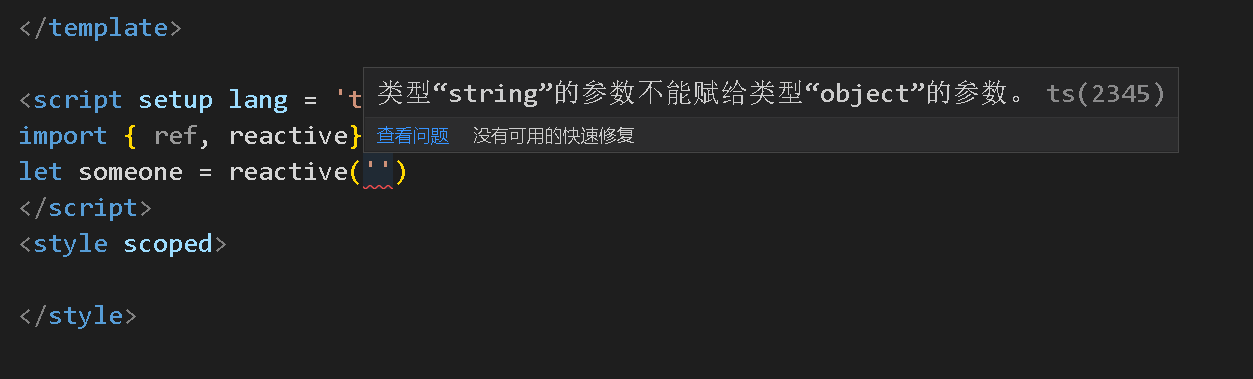 </template>
<script setup lang = 't
类型“string”的参数不能赋给类型“object”的参数。 ts(2345)
import { ref, reactive}
查看问题 没有可用的快速修复
let someone = reactive('')
</script>
<style scoped>
</style>